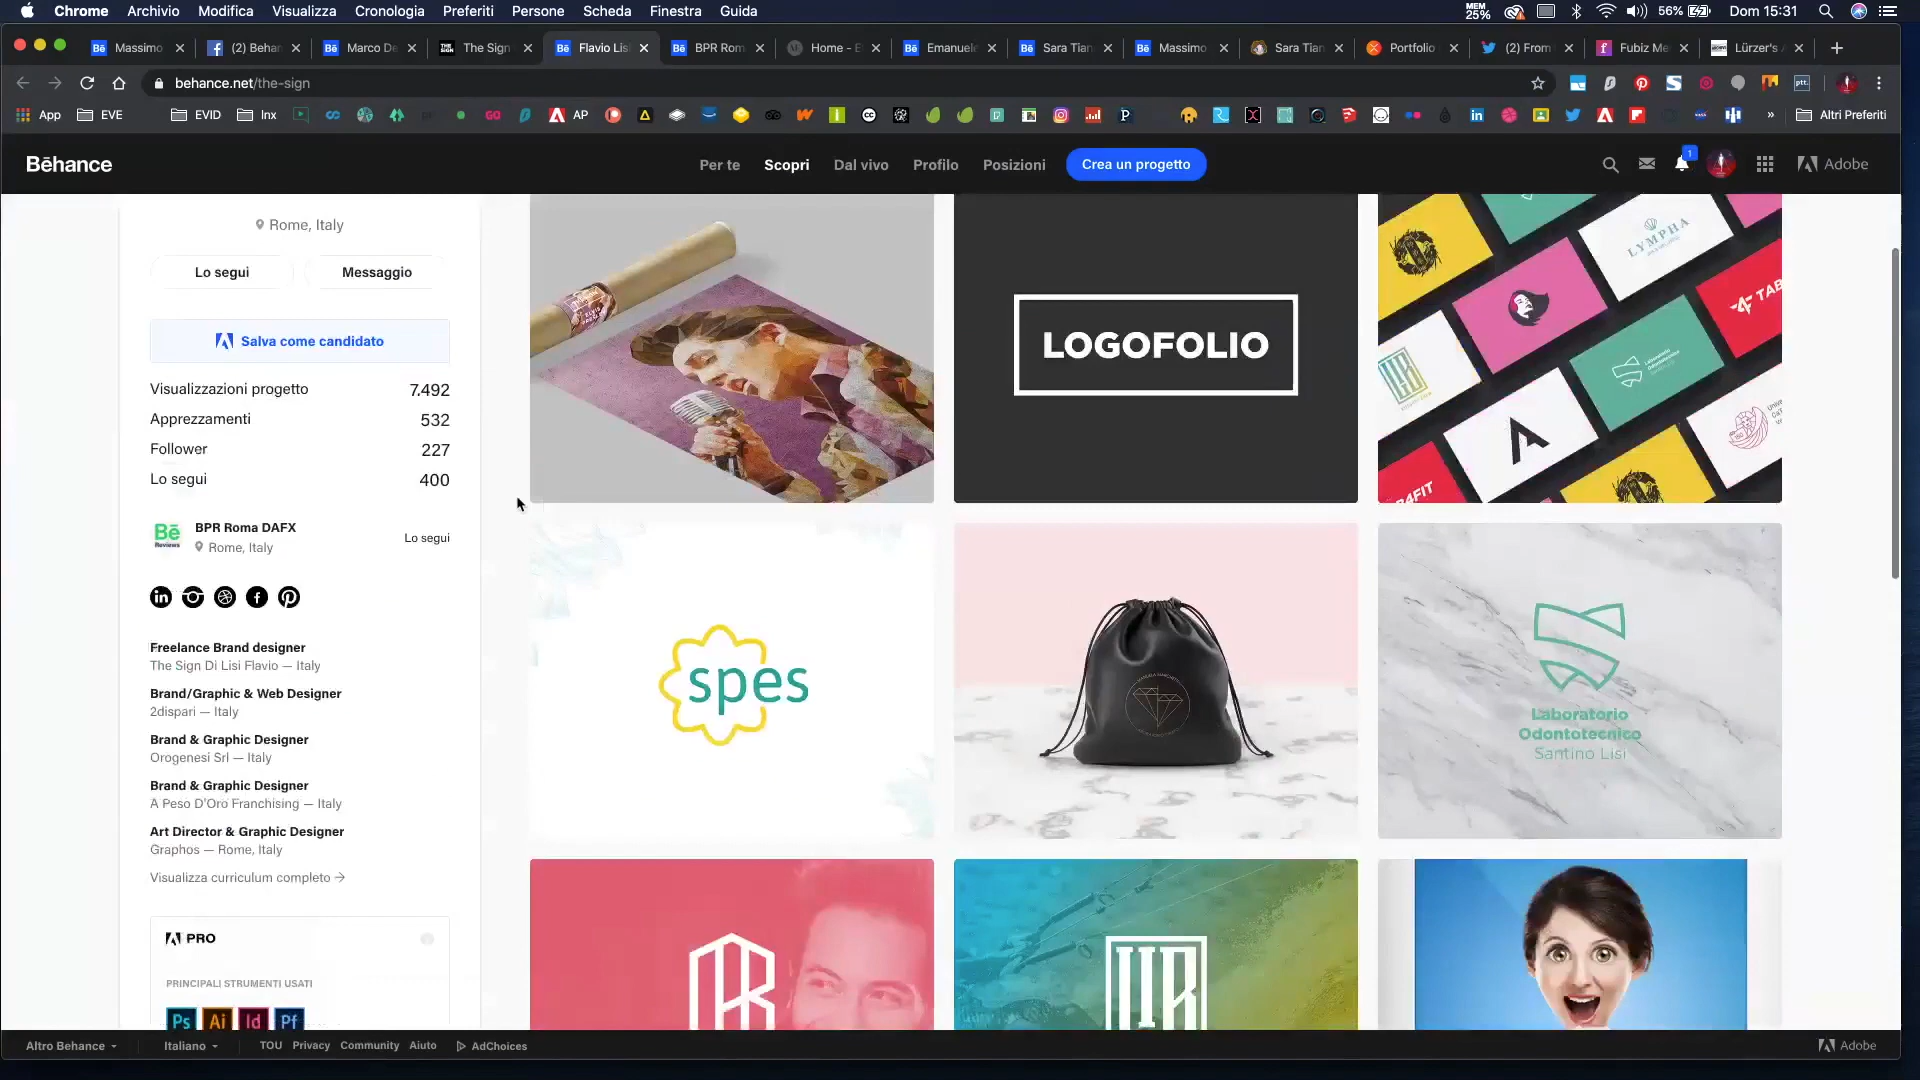 Chrome Archivio Modifica Visualizza Cronologia Preferiti Persone Scheda Finestra Guida MEM 25% 56% Dom 15:31
Massimo (2) Behan Marco De The Sign Flavio Lis BPR Rom Home - E Emanuele Sara Tian Massimo Sara Tian Portfolio (2) From Fubiz Me Lürzer's A
behance.net/the-sign
App EVE EVID Inx AP Altri Preferiti
Bēhance Per te Scopri Dal vivo Profilo Posizioni Crea un progetto 1 Adobe
Rome, Italy
Lo segui Messaggio
Salva come candidato
Visualizzazioni progetto 7.492
Apprezzamenti 532
Follower 227
Lo segui 400
BPR Roma DAFX
Rome, Italy
Lo segui
Freelance Brand designer
The Sign Di Lisi Flavio — Italy
Brand/Graphic & Web Designer
2dispari — Italy
Brand & Graphic Designer
Orogenesi Srl — Italy
Brand & Graphic Designer
A Peso D'Oro Franchising — Italy
Art Director & Graphic Designer
Graphos — Rome, Italy
Visualizza curriculum completo →
PRO
PRINCIPALI STRUMENTI USATI
Ps Ai Id Pf
LOGOFOLIO
LYMPHA
spes
Laboratorio
Odontotecnico
Santino Lisi
Altro Behance Italiano TOU Privacy Community Aiuto AdChoices Adobe